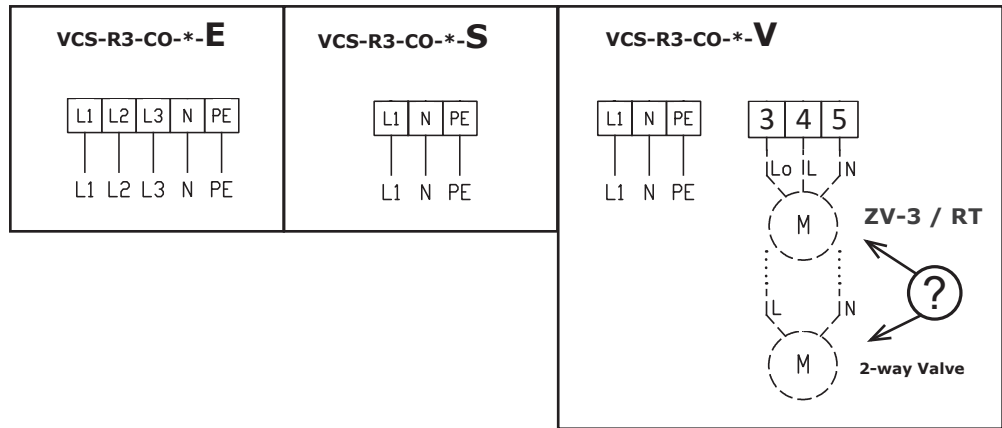 VCS-R3-CO-*-E
L1 L2 L3 N PE
L1 L2 L3 N PE
VCS-R3-CO-*-S
L1 N PE
L1 N PE
VCS-R3-CO-*-V
L1 N PE
L1 N PE
3 4 5
Lo L N
M
ZV-3 / RT
?
L N
M
2-way Valve